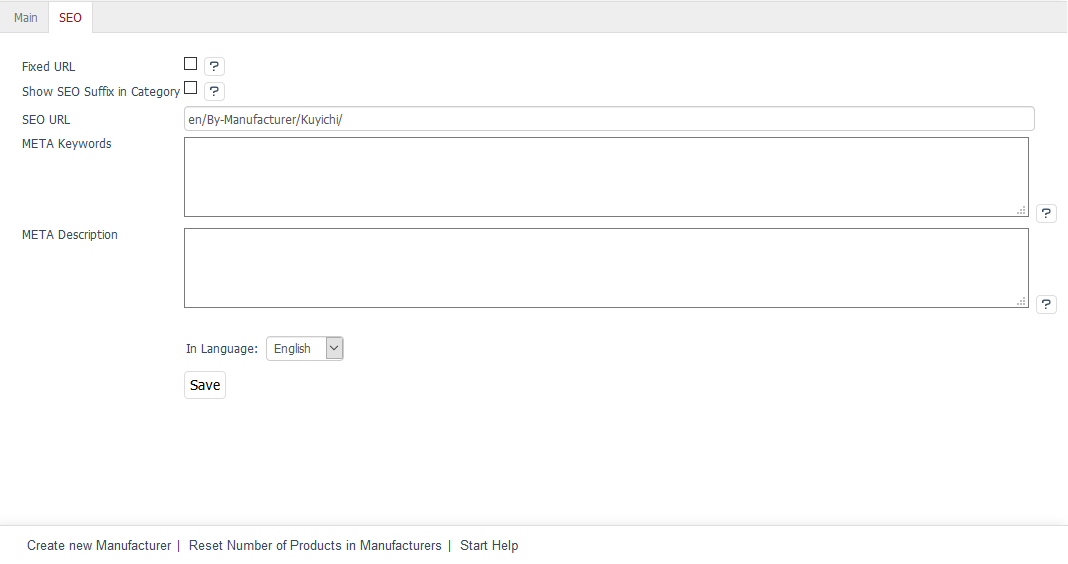 Main SEO
Fixed URL ?
Show SEO Suffix in Category ?
SEO URL en/By-Manufacturer/Kuyichi/
META Keywords
?
META Description
?
In Language: English
Save
Create new Manufacturer | Reset Number of Products in Manufacturers | Start Help